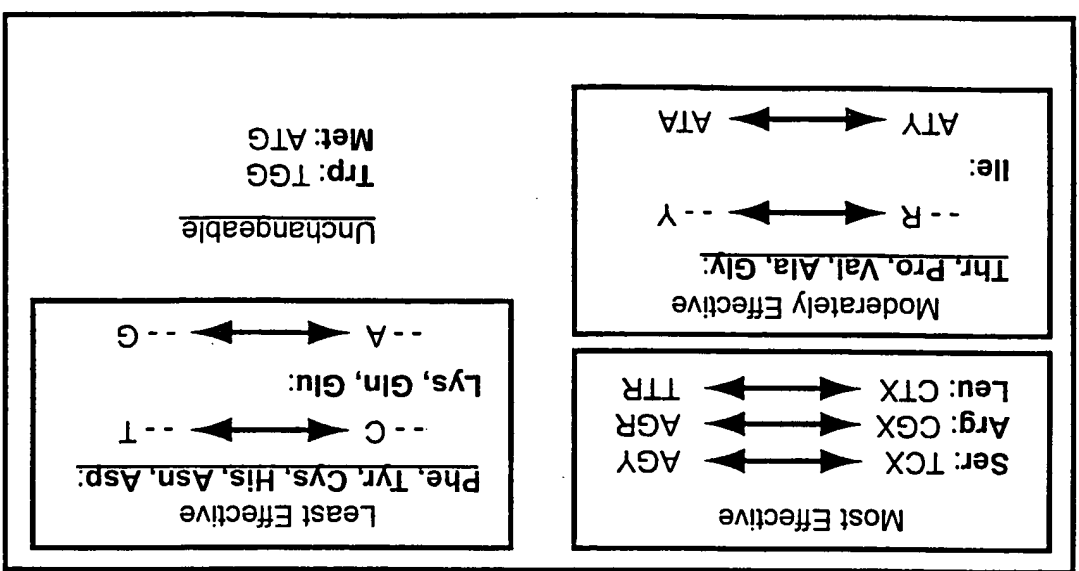 Most Effective
Ser: TCX ↔ AGY
Arg: CGX ↔ AGR
Leu: CTX ↔ TTR
Moderately Effective
Thr, Pro, Val, Ala, Gly:
- - R ↔ - - Y
Ile:
ATY ↔ ATA
Least Effective
Phe, Tyr, Cys, His, Asn, Asp:
- - C ↔ - - T
Lys, Gln, Glu:
- - A ↔ - - G
Unchangeable
Trp: TGG
Met: ATG